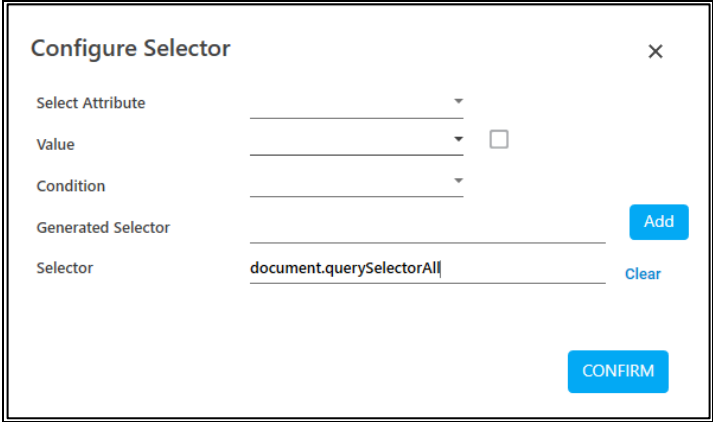 Configure Selector
Select Attribute
Value
Condition
Generated Selector
Add
Selector
document.querySelectorAll
Clear
CONFIRM